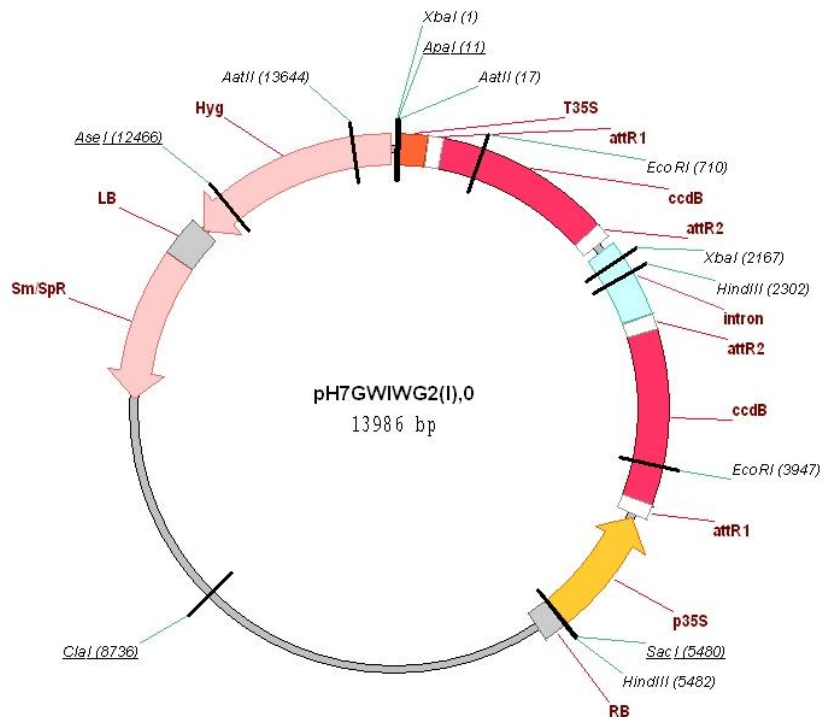 XbaI (1)
ApaI (11)
AatII (13644)
AatII (17)
Hyg
T35S
attR1
AseI (12466)
EcoRI (710)
ccdB
LB
attR2
XbaI (2167)
Sm/SpR
HindIII (2302)
intron
attR2
pH7GWIWG2(I),0
13986 bp
ccdB
EcoRI (3947)
attR1
p35S
ClaI (8736)
SacI (5480)
HindIII (5482)
RB